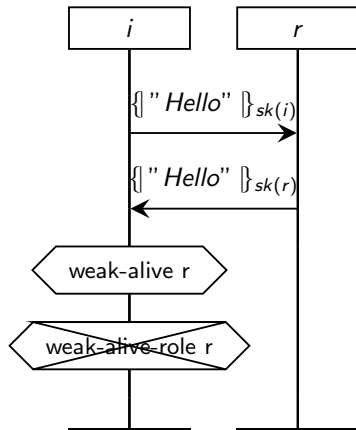 i r
{| "Hello" |}sk(i)
{| "Hello" |}sk(r)
weak-alive r
weak-alive-role r